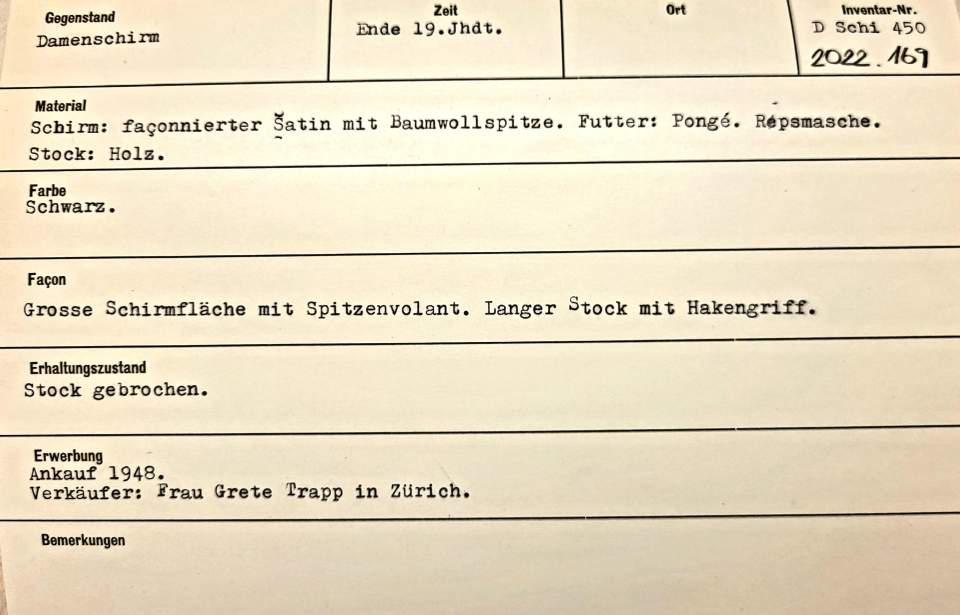 Gegenstand
Damenschirm
Zeit
Ende 19.Jhdt.
Ort
Inventar-Nr.
D Schi 450
2022.169
Material
Schirm: façonnierter Satin mit Baumwollspitze. Futter: Pongé. Repsmasche.
Stock: Holz.
Farbe
Schwarz.
Façon
Grosse Schirmfläche mit Spitzenvolant. Langer Stock mit Hakengriff.
Erhaltungszustand
Stock gebrochen.
Erwerbung
Ankauf 1948.
Verkäufer: Frau Grete Trapp in Zürich.
Bemerkungen